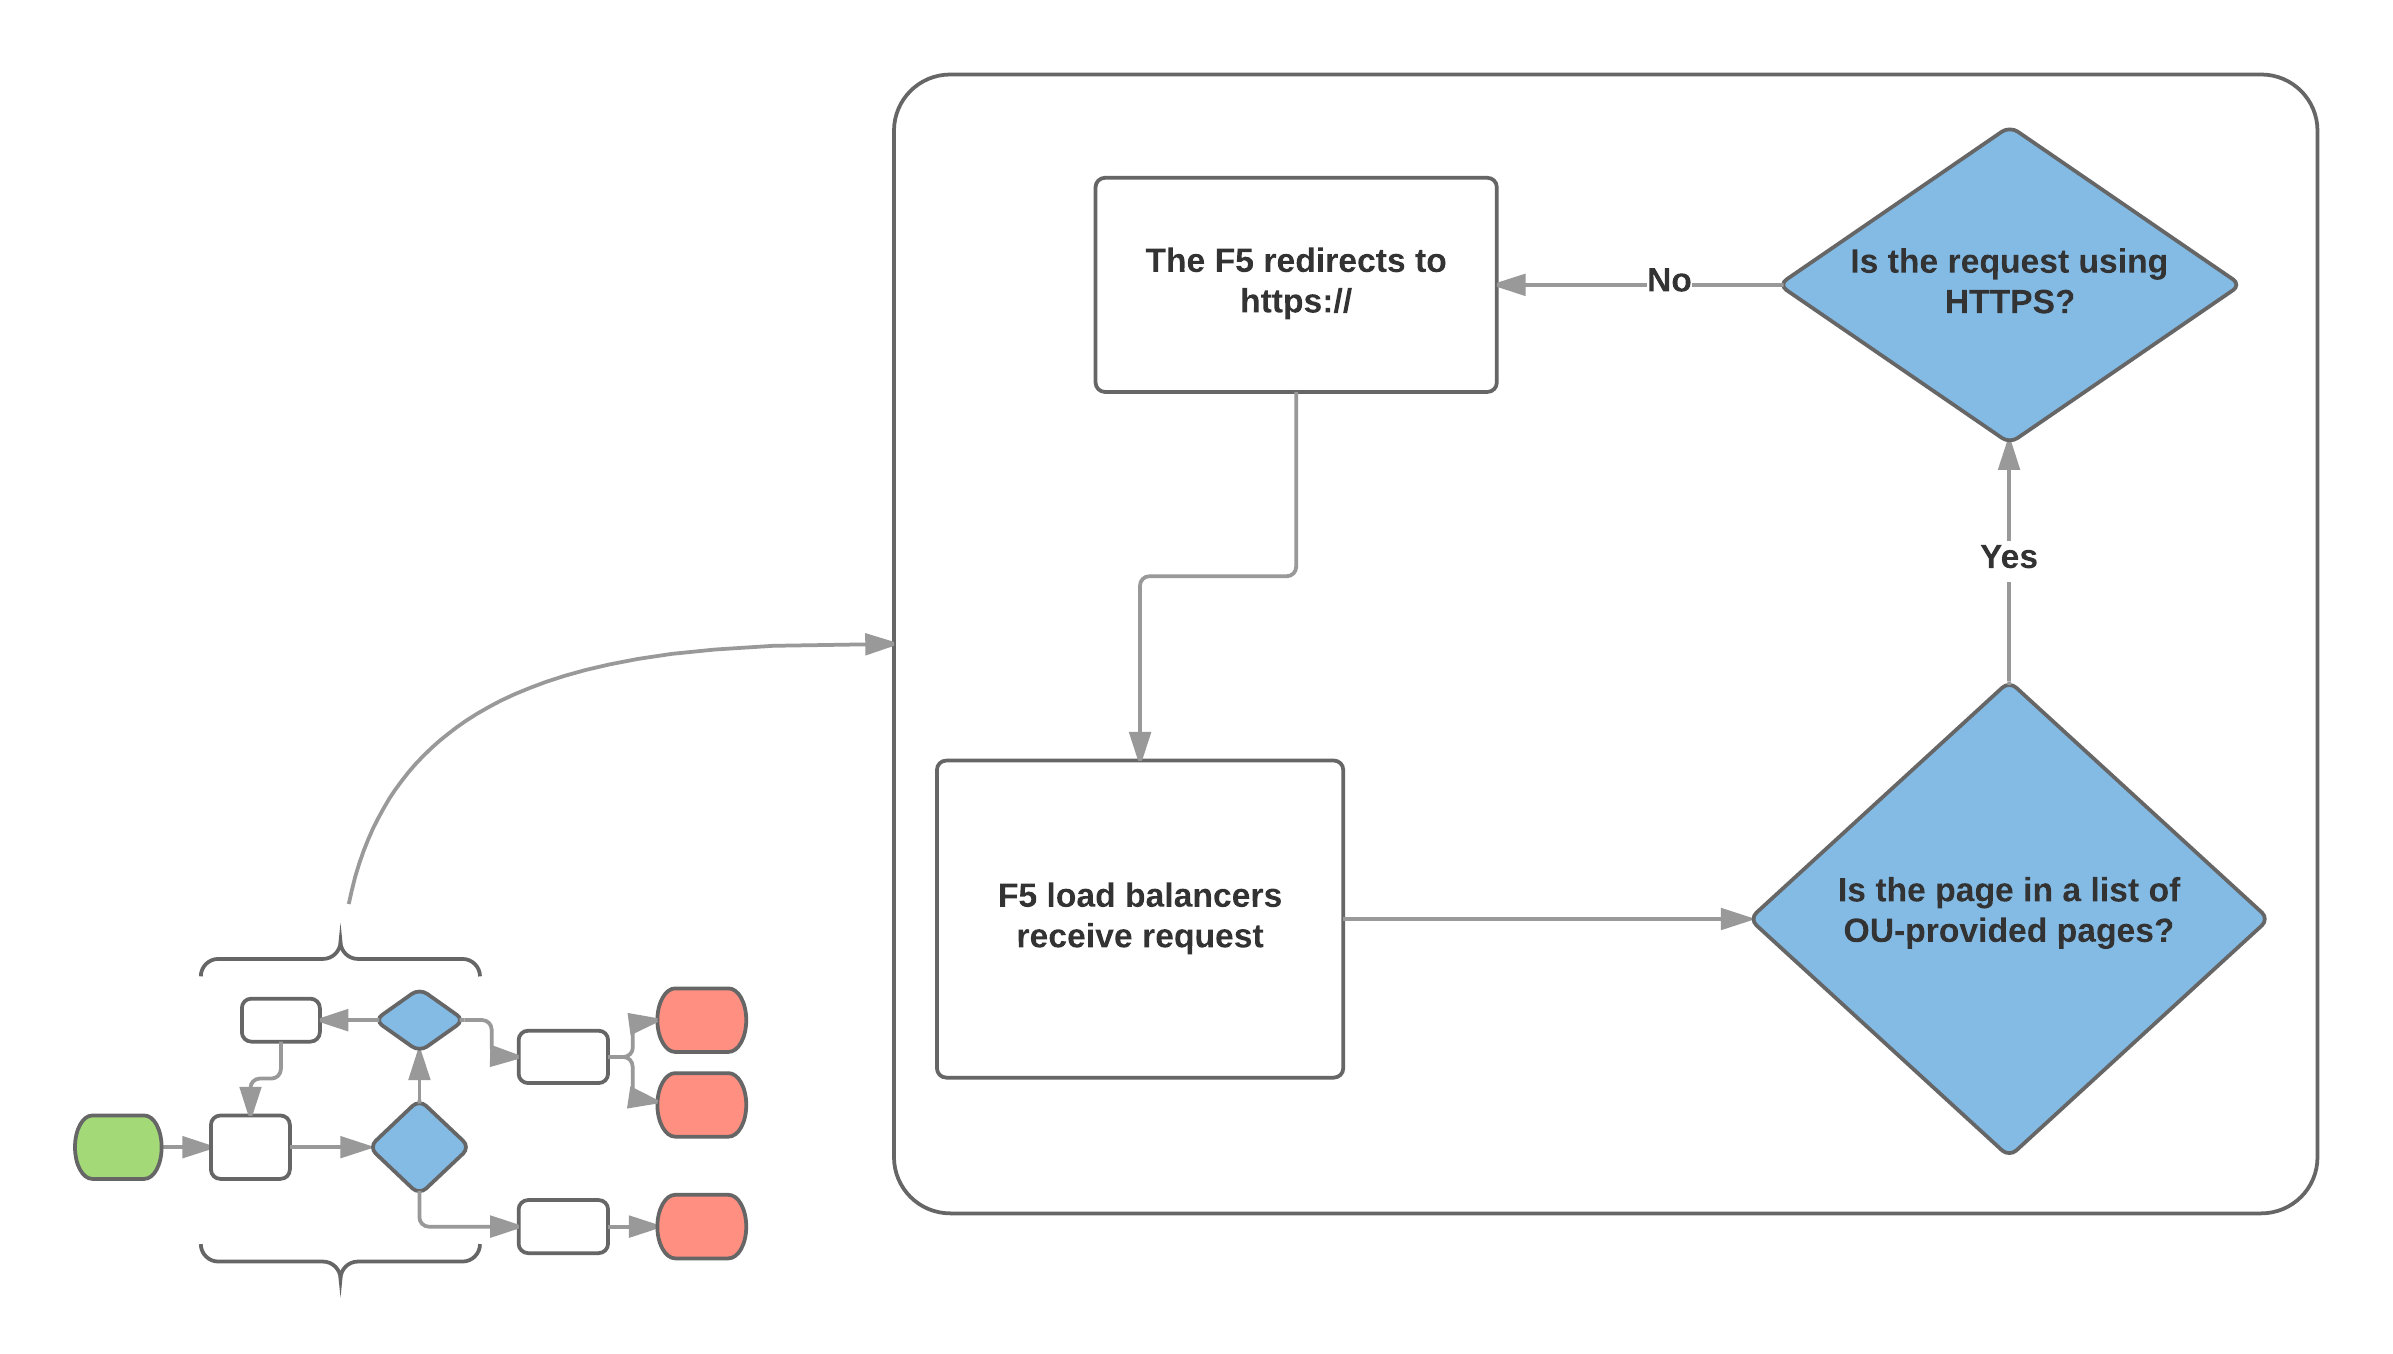 The F5 redirects to
https://
No
Is the request using
HTTPS?
Yes
F5 load balancers
receive request
Is the page in a list of
OU-provided pages?